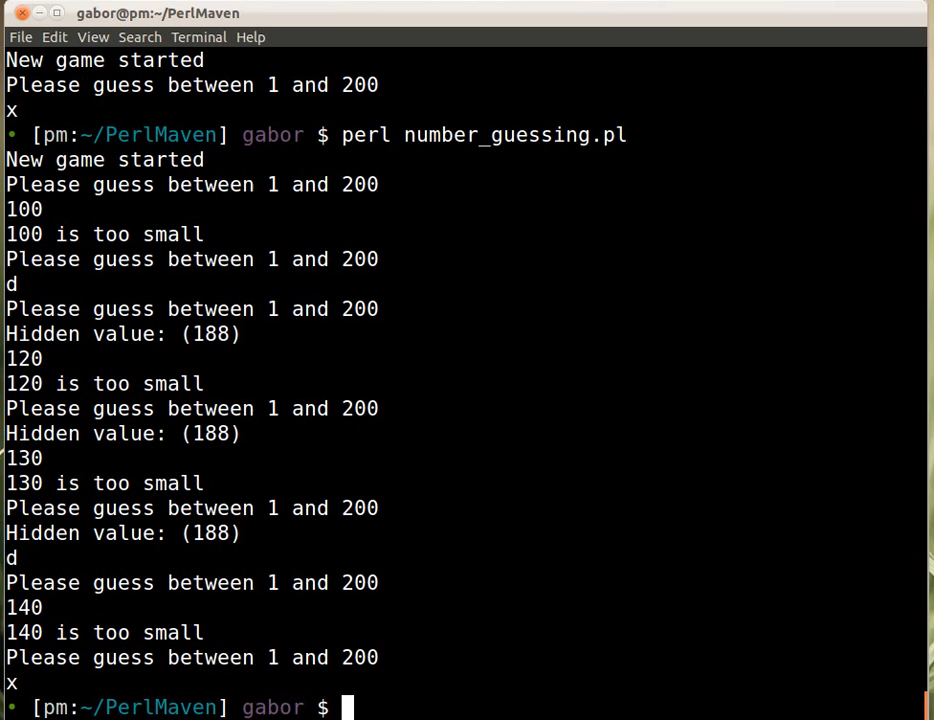 gabor@pm:~/PerlMaven
File Edit View Search Terminal Help
New game started
Please guess between 1 and 200
x
• [pm:~/PerlMaven] gabor $ perl number_guessing.pl
New game started
Please guess between 1 and 200
100
100 is too small
Please guess between 1 and 200
d
Please guess between 1 and 200
Hidden value: (188)
120
120 is too small
Please guess between 1 and 200
Hidden value: (188)
130
130 is too small
Please guess between 1 and 200
Hidden value: (188)
d
Please guess between 1 and 200
140
140 is too small
Please guess between 1 and 200
x
• [pm:~/PerlMaven] gabor $